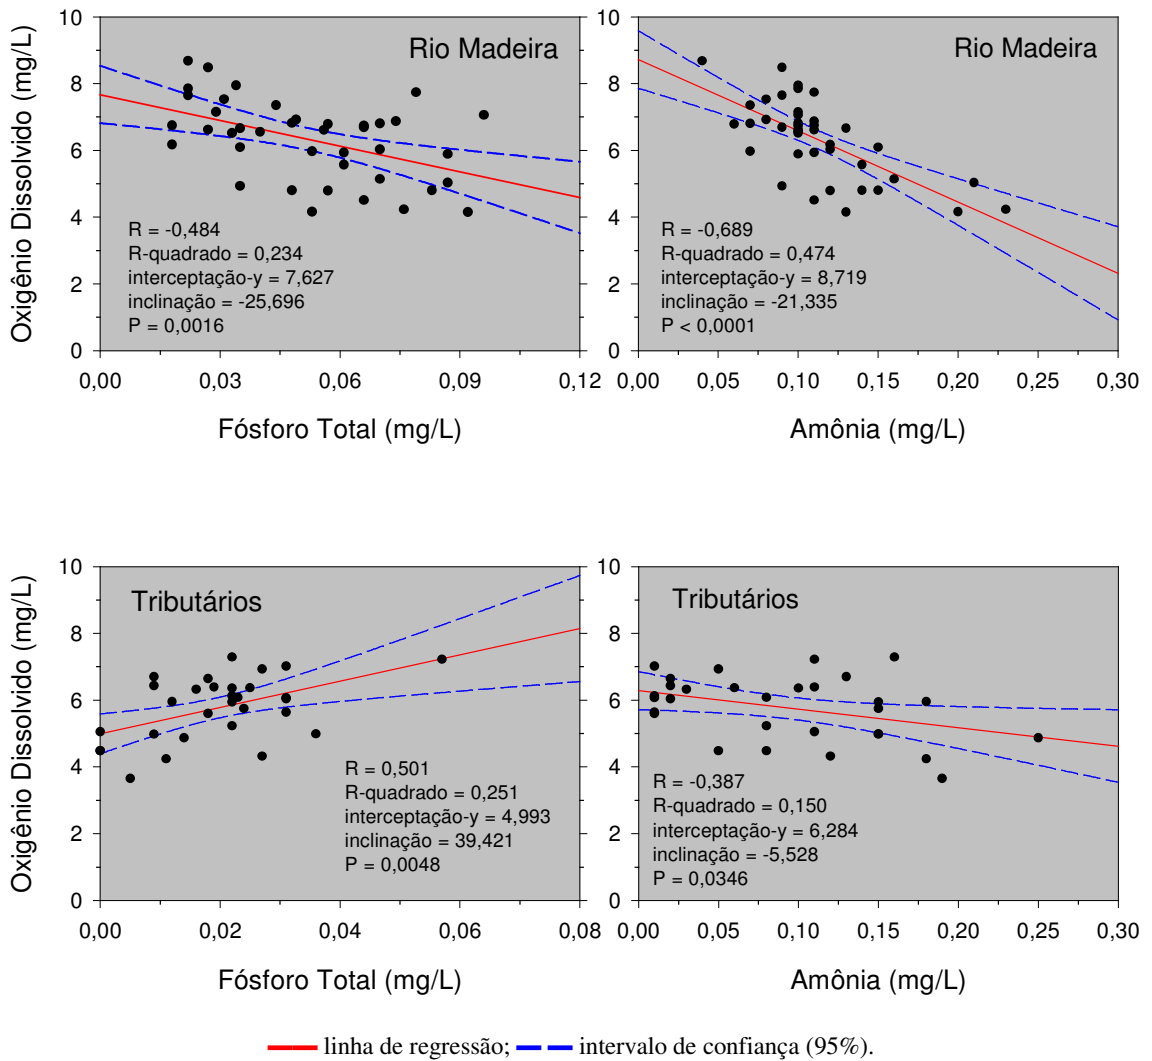 Rio Madeira
Oxigênio Dissolvido (mg/L)
10
8
6
4
2
0
R = -0,484
R-quadrado = 0,234
interceptação-y = 7,627
inclinação = -25,696
P = 0,0016
0,00 0,03 0,06 0,09 0,12
Fósforo Total (mg/L)
Rio Madeira
10
8
6
4
2
0
R = -0,689
R-quadrado = 0,474
interceptação-y = 8,719
inclinação = -21,335
P < 0,0001
0,00 0,05 0,10 0,15 0,20 0,25 0,30
Amônia (mg/L)
Tributários
Oxigênio Dissolvido (mg/L)
10
8
6
4
2
0
R = 0,501
R-quadrado = 0,251
interceptação-y = 4,993
inclinação = 39,421
P = 0,0048
0,00 0,02 0,04 0,06 0,08
Fósforo Total (mg/L)
Tributários
10
8
6
4
2
0
R = -0,387
R-quadrado = 0,150
interceptação-y = 6,284
inclinação = -5,528
P = 0,0346
0,00 0,05 0,10 0,15 0,20 0,25 0,30
Amônia (mg/L)
linha de regressão; intervalo de confiança (95%).